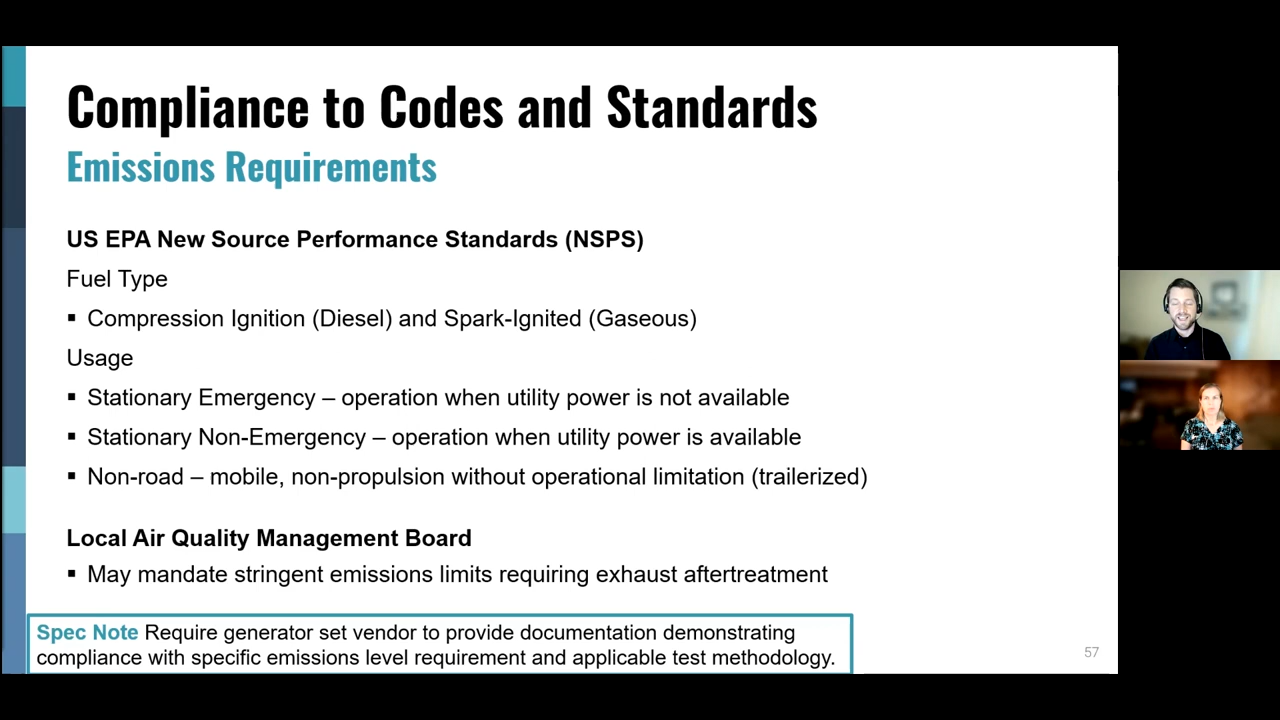 Compliance to Codes and Standards
Emissions Requirements
US EPA New Source Performance Standards (NSPS)
Fuel Type
▪ Compression Ignition (Diesel) and Spark-Ignited (Gaseous)
Usage
▪ Stationary Emergency – operation when utility power is not available
▪ Stationary Non-Emergency – operation when utility power is available
▪ Non-road – mobile, non-propulsion without operational limitation (trailerized)
Local Air Quality Management Board
▪ May mandate stringent emissions limits requiring exhaust aftertreatment
Spec Note Require generator set vendor to provide documentation demonstrating
compliance with specific emissions level requirement and applicable test methodology.
57